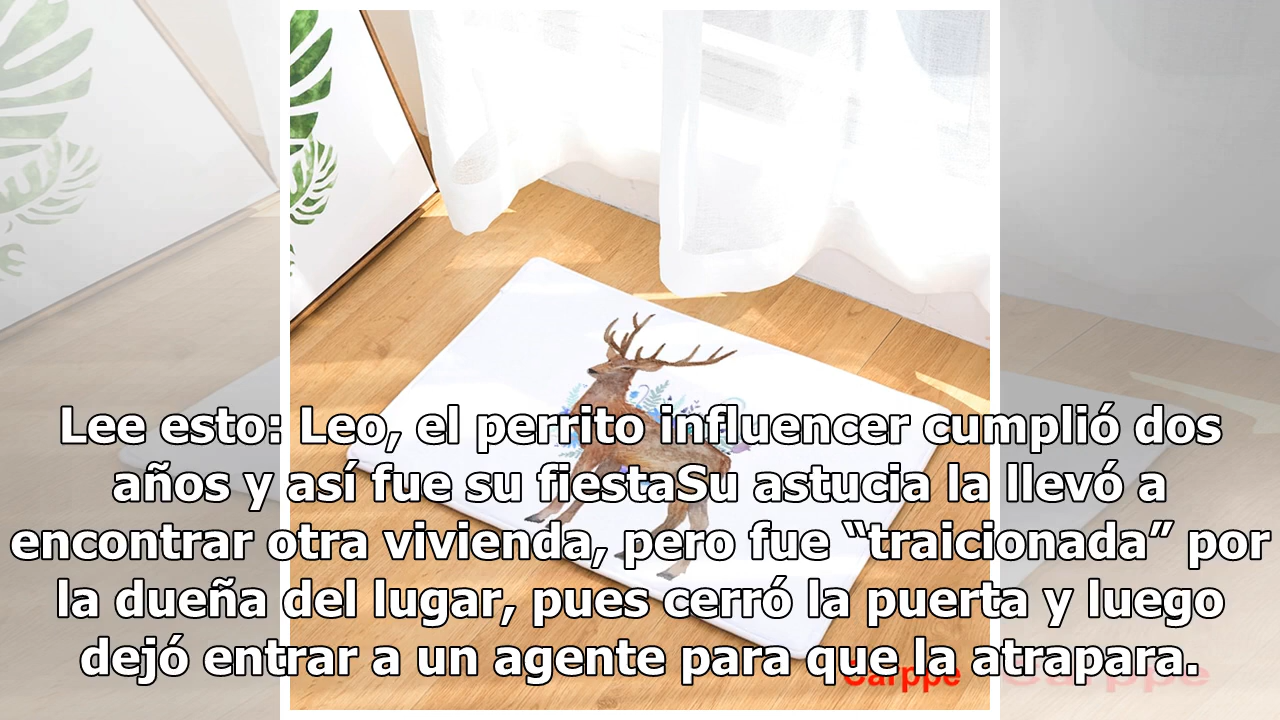 Lee esto: Leo, el perrito influencer cumplió dos
años y así fue su fiestaSu astucia la llevó a
encontrar otra vivienda, pero fue “traicionada” por
la dueña del lugar, pues cerró la puerta y luego
dejó entrar a un agente para que la atrapara.
Carppe